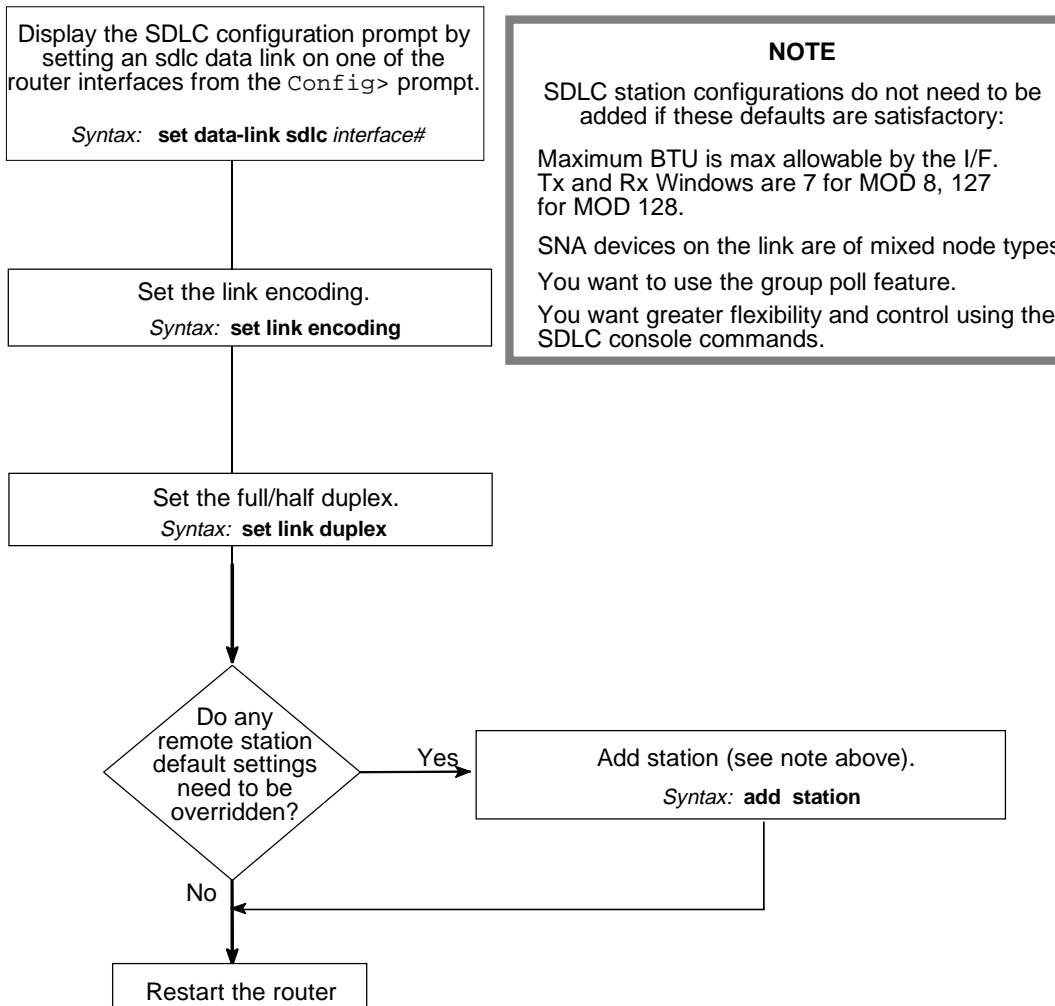 Display the SDLC configuration prompt by
setting an sdlc data link on one of the
router interfaces from the Config> prompt.
Syntax: set data-link sdlc interface#
NOTE
SDLC station configurations do not need to be
added if these defaults are satisfactory:
Maximum BTU is max allowable by the I/F.
Tx and Rx Windows are 7 for MOD 8, 127
for MOD 128.
SNA devices on the link are of mixed node types
You want to use the group poll feature.
You want greater flexibility and control using the
SDLC console commands.
Set the link encoding.
Syntax: set link encoding
Set the full/half duplex.
Syntax: set link duplex
Do any
remote station
default settings
need to be
overridden?
Yes
Add station (see note above).
Syntax: add station
No
Restart the router